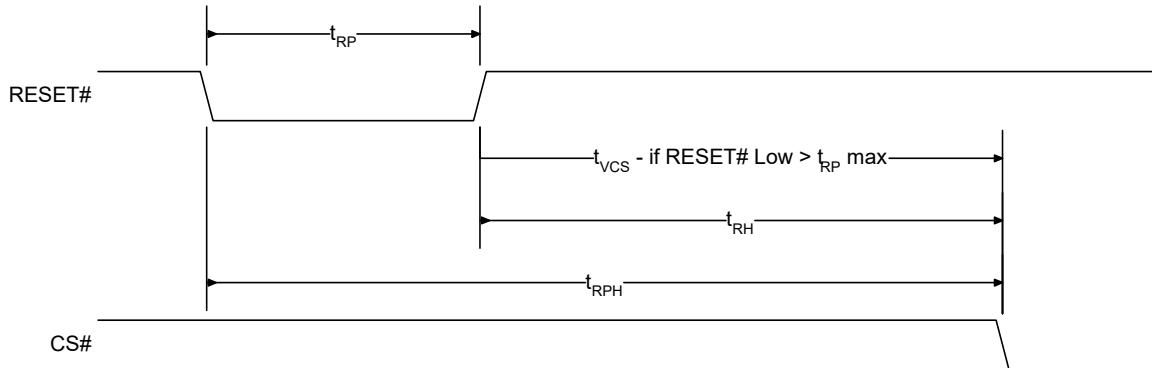 tRP
RESET#
tVCS - if RESET# Low > tRP max
tRH
tRPH
CS#